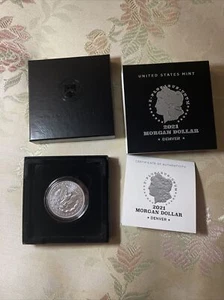 UNITED STATES MINT
2021
MORGAN DOLLAR
DENVER
CERTIFICATE OF AUTHENTICITY
2021
MORGAN DOLLAR
DENVER